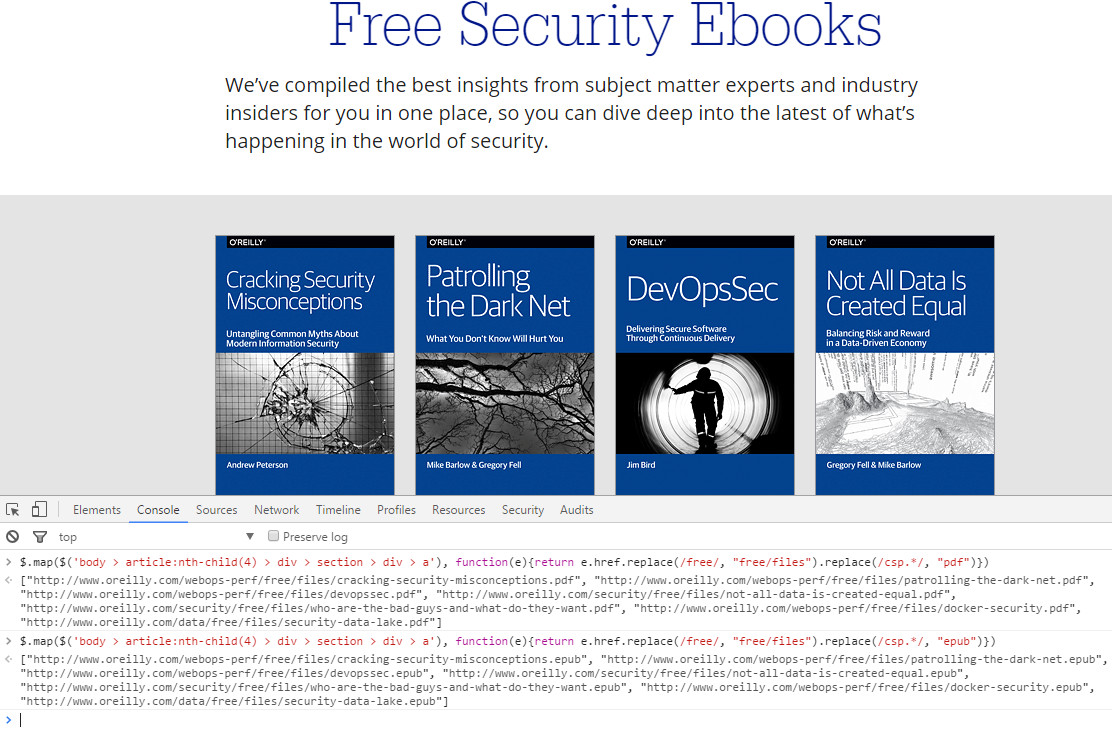 Free Security Ebooks
We’ve compiled the best insights from subject matter experts and industry
insiders for you in one place, so you can dive deep into the latest of what’s
happening in the world of security.
O'REILLY®
Cracking Security
Misconceptions
Untangling Common Myths About
Modern Information Security
Andrew Peterson
O'REILLY®
Patrolling
the Dark Net
What You Don’t Know Will Hurt You
Mike Barlow & Gregory Fell
O'REILLY®
DevOpsSec
Delivering Secure Software
Through Continuous Delivery
Jim Bird
O'REILLY®
Not All Data Is
Created Equal
Balancing Risk and Reward
in a Data-Driven Economy
Gregory Fell & Mike Barlow
Elements Console Sources Network Timeline Profiles Resources Security Audits
top ▼ Preserve log
> $.map($('body > article:nth-child(4) > div > section > div > a'), function(e){return e.href.replace(/free/, "free/files").replace(/csp.*/, "pdf")})
["http://www.oreilly.com/webops-perf/free/files/cracking-security-misconceptions.pdf", "http://www.oreilly.com/webops-perf/free/files/patrolling-the-dark-net.pdf",
"http://www.oreilly.com/webops-perf/free/files/devopssec.pdf", "http://www.oreilly.com/security/free/files/not-all-data-is-created-equal.pdf",
"http://www.oreilly.com/security/free/files/who-are-the-bad-guys-and-what-do-they-want.pdf", "http://www.oreilly.com/webops-perf/free/files/docker-security.pdf",
"http://www.oreilly.com/data/free/files/security-data-lake.pdf"]
> $.map($('body > article:nth-child(4) > div > section > div > a'), function(e){return e.href.replace(/free/, "free/files").replace(/csp.*/, "epub")})
["http://www.oreilly.com/webops-perf/free/files/cracking-security-misconceptions.epub", "http://www.oreilly.com/webops-perf/free/files/patrolling-the-dark-net.epub",
"http://www.oreilly.com/webops-perf/free/files/devopssec.epub", "http://www.oreilly.com/security/free/files/not-all-data-is-created-equal.epub",
"http://www.oreilly.com/security/free/files/who-are-the-bad-guys-and-what-do-they-want.epub", "http://www.oreilly.com/webops-perf/free/files/docker-security.epub",
"http://www.oreilly.com/data/free/files/security-data-lake.epub"]
>